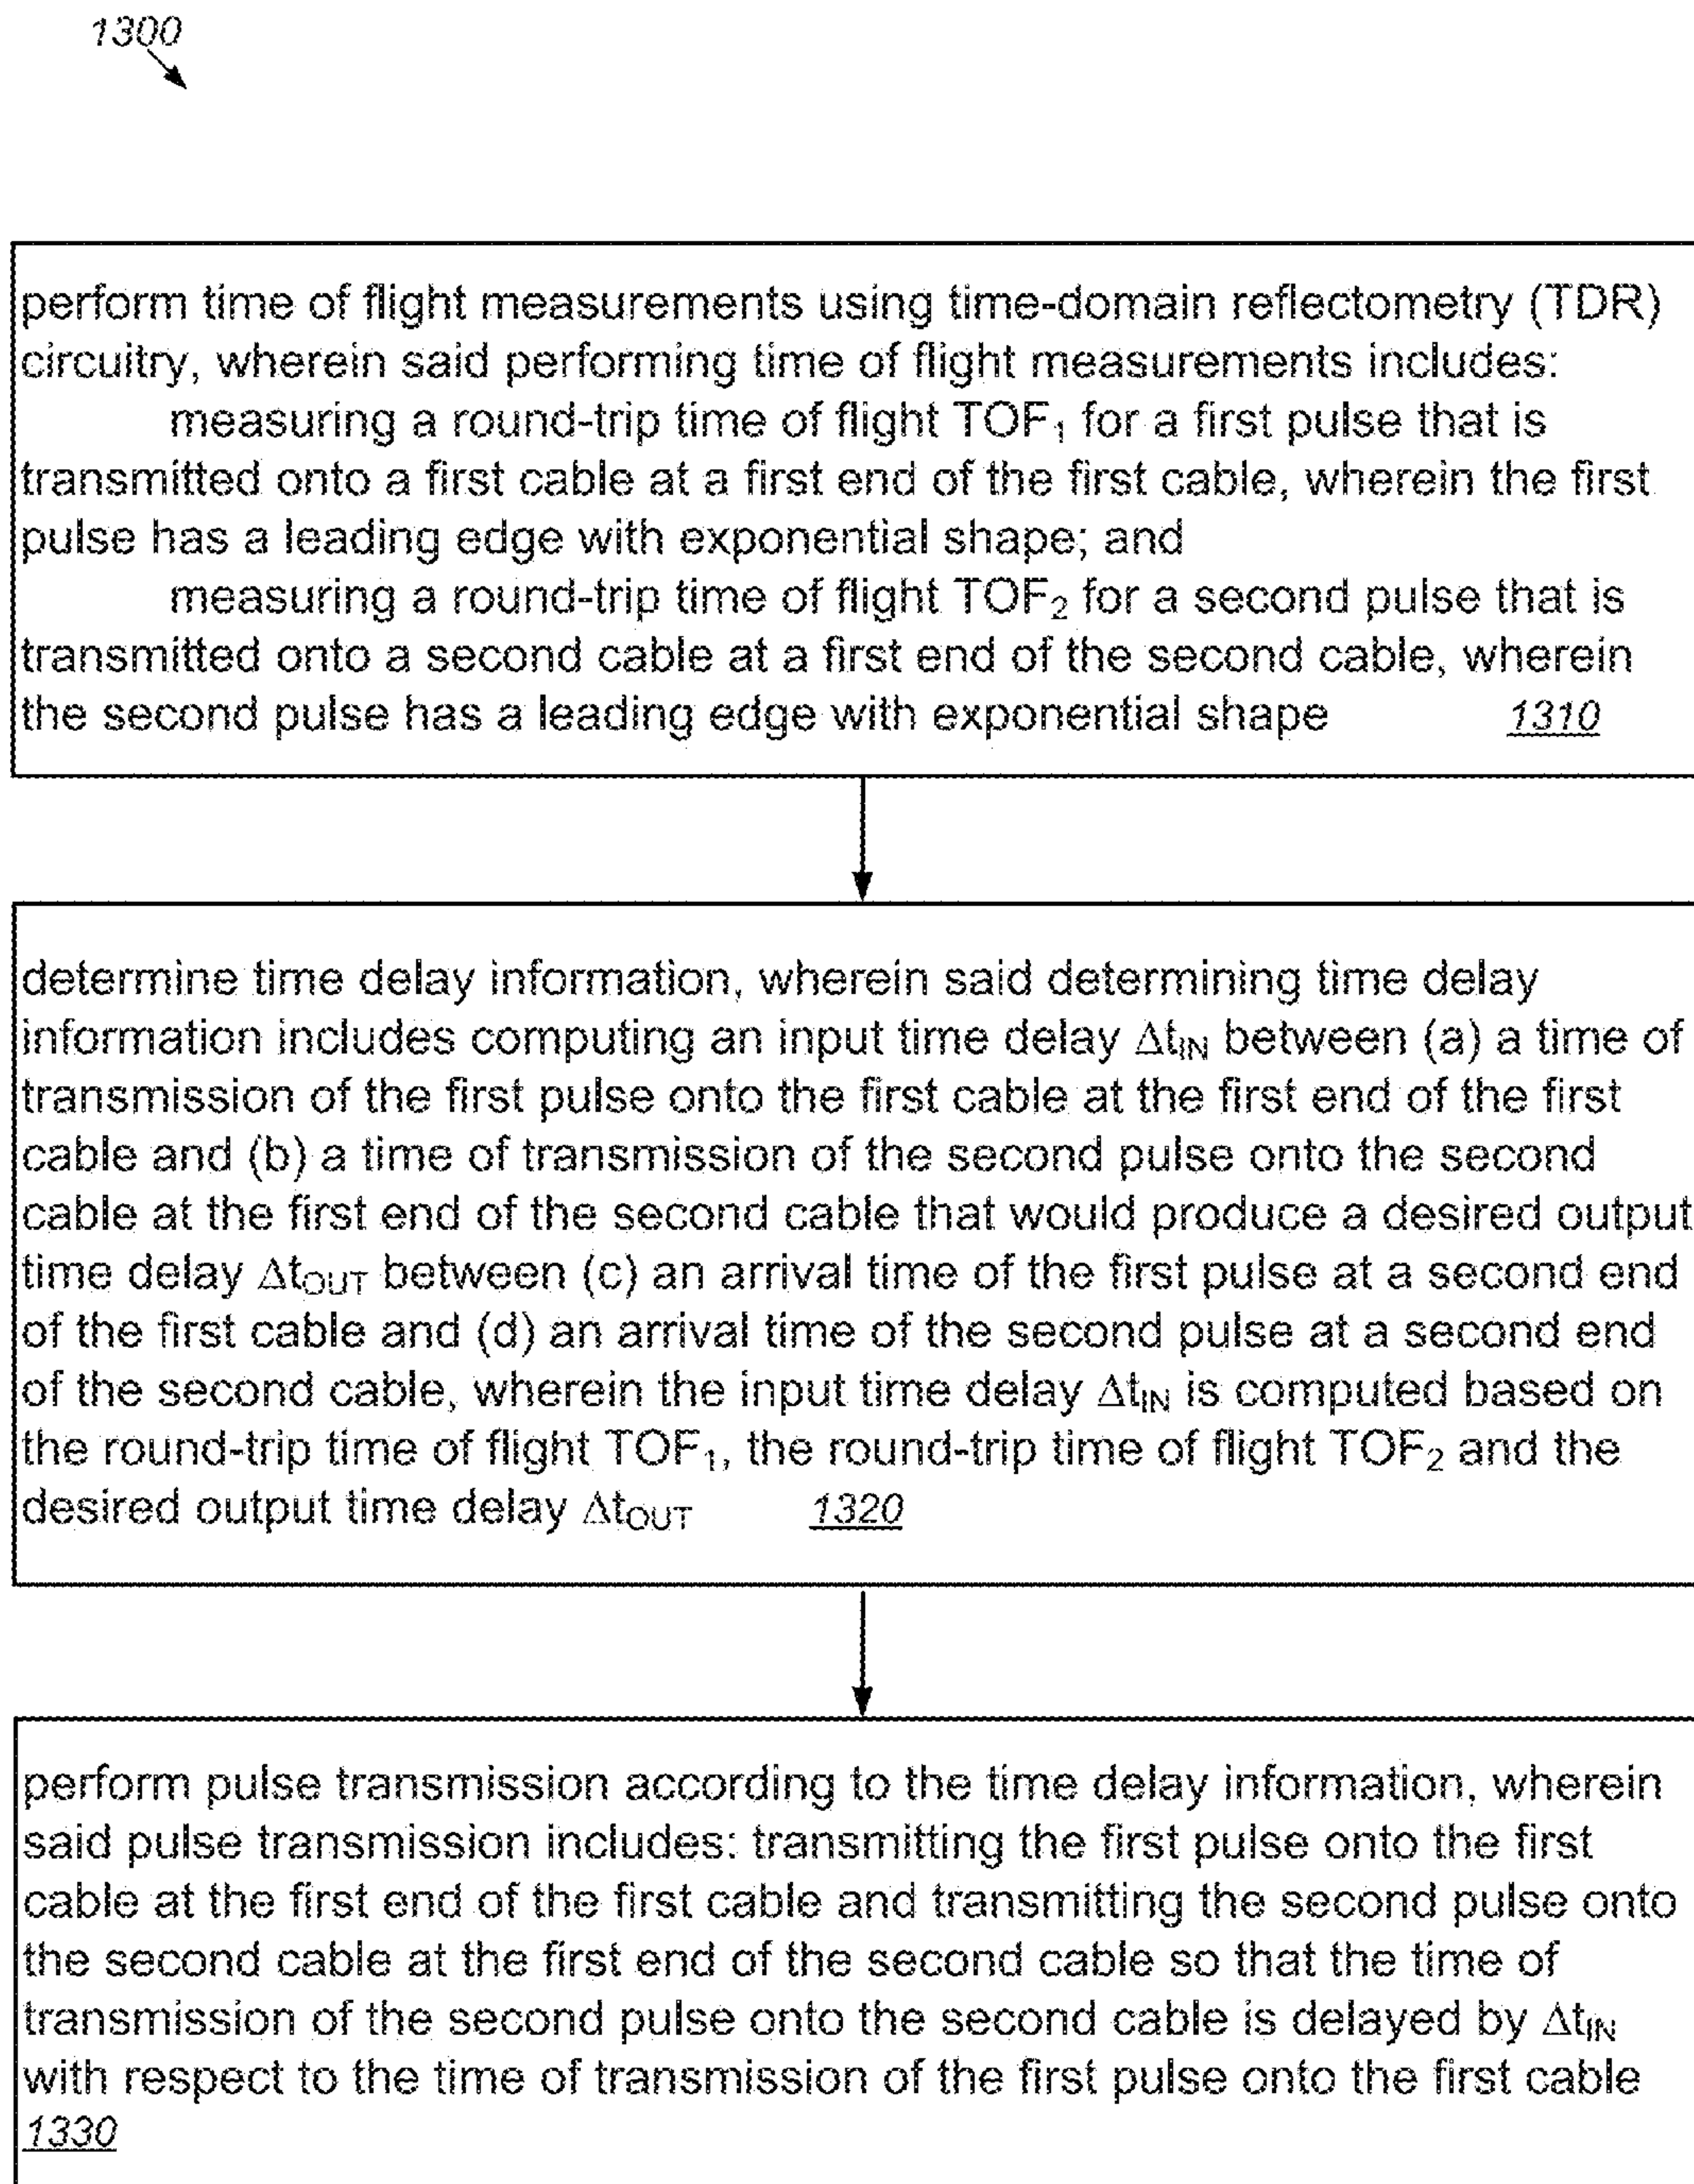 1300
perform time of flight measurements using time-domain reflectometry (TDR)
circuitry, wherein said performing time of flight measurements includes:
measuring a round-trip time of flight TOF₁ for a first pulse that is
transmitted onto a first cable at a first end of the first cable, wherein the first
pulse has a leading edge with exponential shape; and
measuring a round-trip time of flight TOF₂ for a second pulse that is
transmitted onto a second cable at a first end of the second cable, wherein
the second pulse has a leading edge with exponential shape 1310
determine time delay information, wherein said determining time delay
information includes computing an input time delay Δt_IN between (a) a time of
transmission of the first pulse onto the first cable at the first end of the first
cable and (b) a time of transmission of the second pulse onto the second
cable at the first end of the second cable that would produce a desired output
time delay Δt_OUT between (c) an arrival time of the first pulse at a second end
of the first cable and (d) an arrival time of the second pulse at a second end
of the second cable, wherein the input time delay Δt_IN is computed based on
the round-trip time of flight TOF₁, the round-trip time of flight TOF₂ and the
desired output time delay Δt_OUT 1320
perform pulse transmission according to the time delay information, wherein
said pulse transmission includes: transmitting the first pulse onto the first
cable at the first end of the first cable and transmitting the second pulse onto
the second cable at the first end of the second cable so that the time of
transmission of the second pulse onto the second cable is delayed by Δt_IN
with respect to the time of transmission of the first pulse onto the first cable
1330